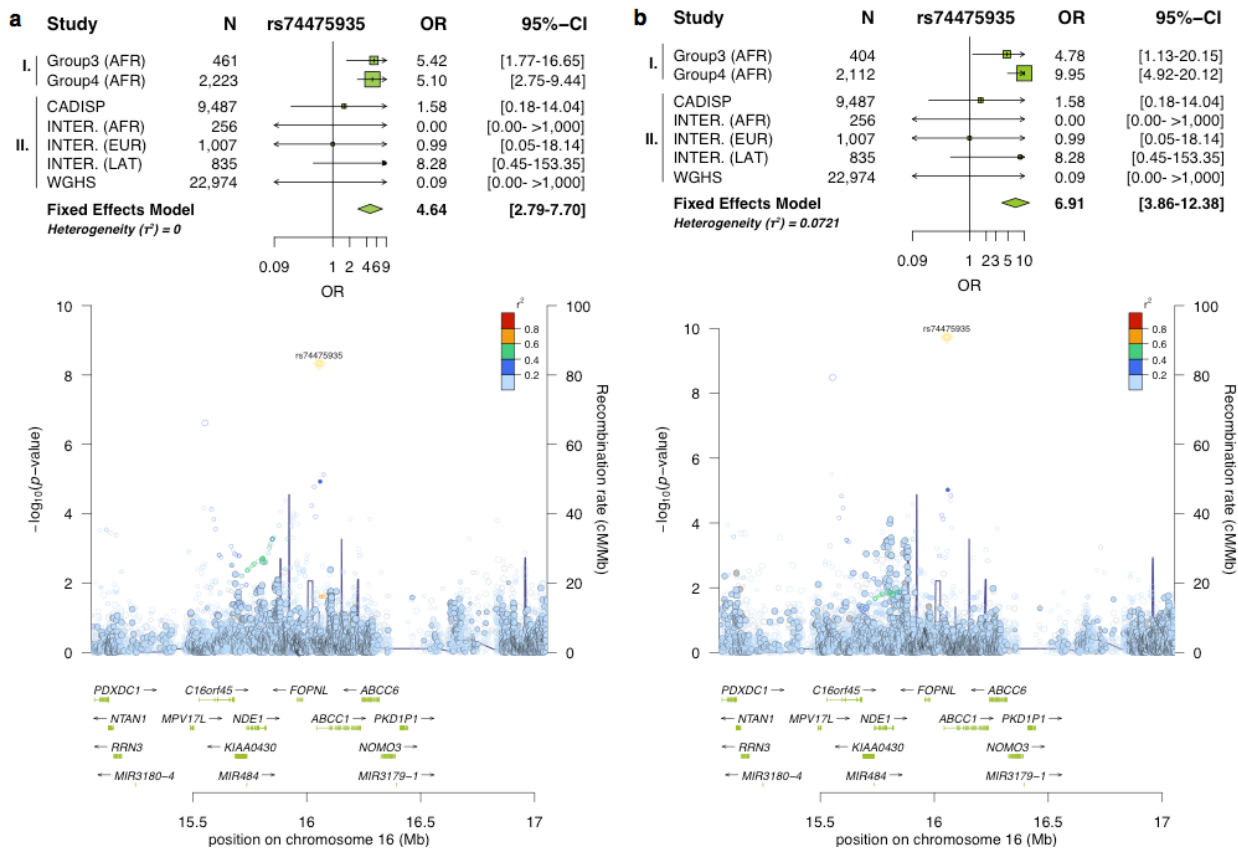 a
Study N rs74475935 OR 95%−CI
I.
Group3 (AFR) 461 5.42 [1.77-16.65]
Group4 (AFR) 2,223 5.10 [2.75-9.44]
II.
CADISP 9,487 1.58 [0.18-14.04]
INTER. (AFR) 256 0.00 [0.00- >1,000]
INTER. (EUR) 1,007 0.99 [0.05-18.14]
INTER. (LAT) 835 8.28 [0.45-153.35]
WGHS 22,974 0.09 [0.00- >1,000]
Fixed Effects Model 4.64 [2.79-7.70]
Heterogeneity (τ²) = 0
0.09 1 2 4 6 9
OR
10 8 6 4 2 0
−log₁₀(p−value)
rs74475935
r²
0.8
0.6
0.4
0.2
100 80 60 40 20 0
Recombination rate (cM/Mb)
PDXDC1 → C16orf45 → ← FOPNL ← ABCC6
← NTAN1 MPV17L → NDE1 → ABCC1 → PKD1P1 →
← RRN3 ← KIAA0430 NOMO3 →
← MIR3180−4 MIR484 → MIR3179−1 →
15.5 16 16.5 17
position on chromosome 16 (Mb)
b
Study N rs74475935 OR 95%−CI
I.
Group3 (AFR) 404 4.78 [1.13-20.15]
Group4 (AFR) 2,112 9.95 [4.92-20.12]
II.
CADISP 9,487 1.58 [0.18-14.04]
INTER. (AFR) 256 0.00 [0.00- >1,000]
INTER. (EUR) 1,007 0.99 [0.05-18.14]
INTER. (LAT) 835 8.28 [0.45-153.35]
WGHS 22,974 0.09 [0.00- >1,000]
Fixed Effects Model 6.91 [3.86-12.38]
Heterogeneity (τ²) = 0.0721
0.09 1 2 3 5 10
OR
10 8 6 4 2 0
−log₁₀(p−value)
rs74475935
r²
0.8
0.6
0.4
0.2
100 80 60 40 20 0
Recombination rate (cM/Mb)
PDXDC1 → C16orf45 → ← FOPNL ← ABCC6
← NTAN1 MPV17L → NDE1 → ABCC1 → PKD1P1 →
← RRN3 ← KIAA0430 NOMO3 →
← MIR3180−4 MIR484 → MIR3179−1 →
15.5 16 16.5 17
position on chromosome 16 (Mb)